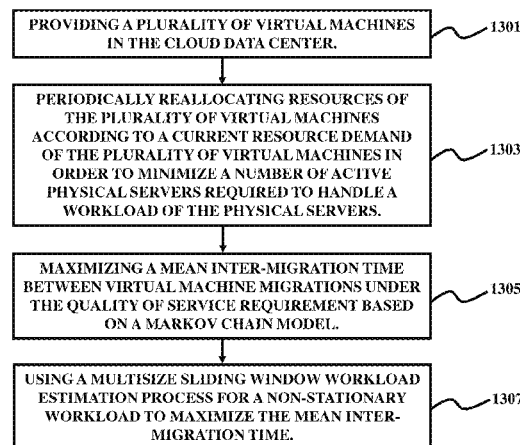 PROVIDING A PLURALITY OF VIRTUAL MACHINES
IN THE CLOUD DATA CENTER.
1301
PERIODICALLY REALLOCATING RESOURCES OF
THE PLURALITY OF VIRTUAL MACHINES
ACCORDING TO A CURRENT RESOURCE DEMAND
OF THE PLURALITY OF VIRTUAL MACHINES IN
ORDER TO MINIMIZE A NUMBER OF ACTIVE
PHYSICAL SERVERS REQUIRED TO HANDLE A
WORKLOAD OF THE PHYSICAL SERVERS.
1303
MAXIMIZING A MEAN INTER-MIGRATION TIME
BETWEEN VIRTUAL MACHINE MIGRATIONS UNDER
THE QUALITY OF SERVICE REQUIREMENT BASED
ON A MARKOV CHAIN MODEL.
1305
USING A MULTISIZE SLIDING WINDOW WORKLOAD
ESTIMATION PROCESS FOR A NON-STATIONARY
WORKLOAD TO MAXIMIZE THE MEAN INTER-
MIGRATION TIME.
1307